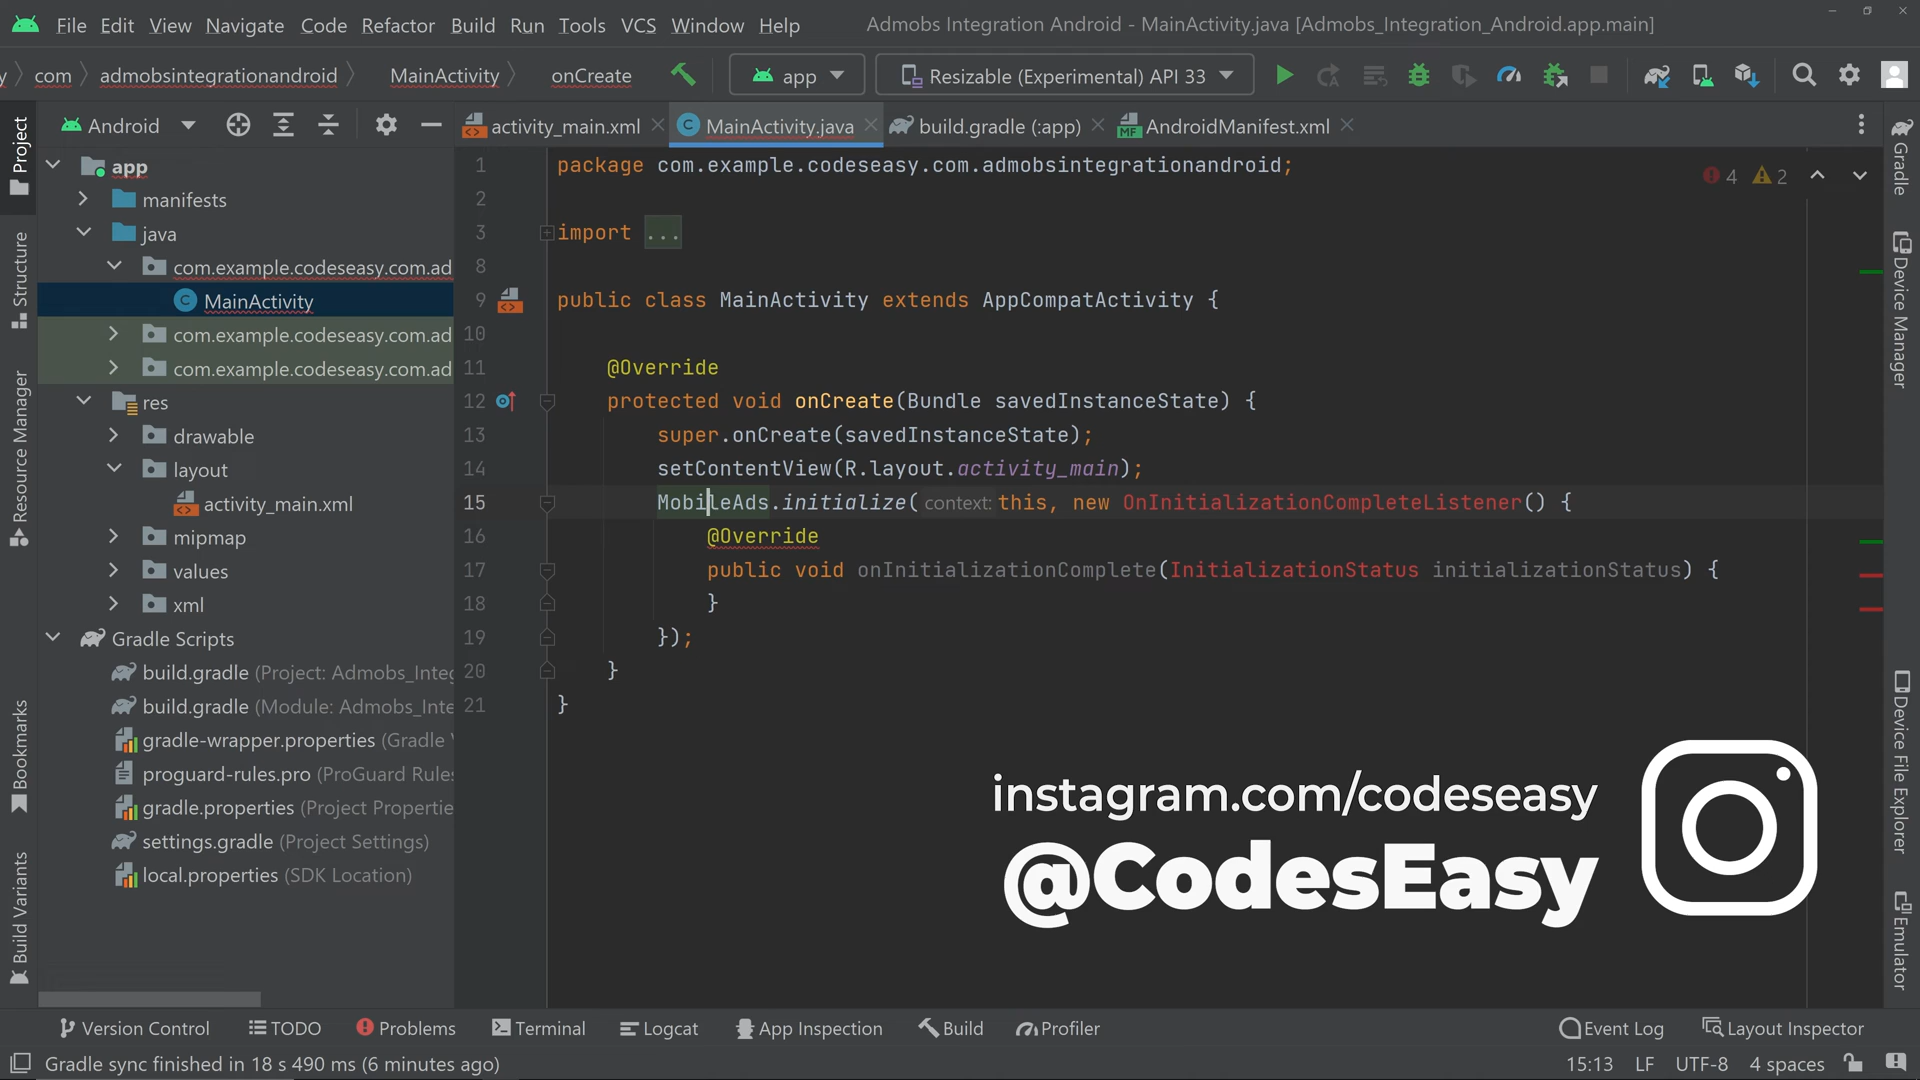 File Edit View Navigate Code Refactor Build Run Tools VCS Window Help Admobs Integration Android - MainActivity.java [Admobs_Integration_Android.app.main]
y com admobsintegrationandroid MainActivity onCreate app Resizable (Experimental) API 33
Android activity_main.xml MainActivity.java build.gradle (:app) AndroidManifest.xml
Project
Structure
Resource Manager
Bookmarks
Build Variants
app
manifests
java
com.example.codeseasy.com.ad
MainActivity
com.example.codeseasy.com.ad
com.example.codeseasy.com.ad
res
drawable
layout
activity_main.xml
mipmap
values
xml
Gradle Scripts
build.gradle (Project: Admobs_Integ
build.gradle (Module: Admobs_Inte
gradle-wrapper.properties (Gradle V
proguard-rules.pro (ProGuard Rules
gradle.properties (Project Propertie
settings.gradle (Project Settings)
local.properties (SDK Location)
1 package com.example.codeseasy.com.admobsintegrationandroid;
4 2
2
3 import ...
8
9 public class MainActivity extends AppCompatActivity {
10
11 @Override
12 protected void onCreate(Bundle savedInstanceState) {
13 super.onCreate(savedInstanceState);
14 setContentView(R.layout.activity_main);
15 MobileAds.initialize( context: this, new OnInitializationCompleteListener() {
16 @Override
17 public void onInitializationComplete(InitializationStatus initializationStatus) {
18 }
19 });
20 }
21 }
instagram.com/codeseasy
@CodesEasy
Gradle
Device Manager
Device File Explorer
Emulator
Version Control TODO Problems Terminal Logcat App Inspection Build Profiler Event Log Layout Inspector
Gradle sync finished in 18 s 490 ms (6 minutes ago) 15:13 LF UTF-8 4 spaces